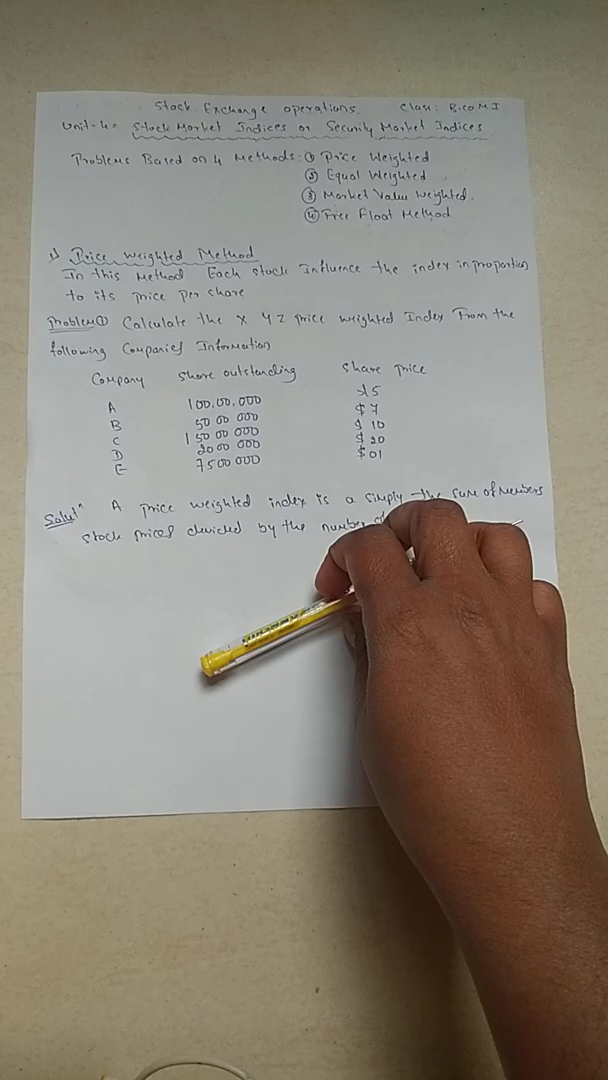 Stock Exchange operations. Class: B.com I
Unit-4= Stock Market Indices or Security Market Indices
Problems Based on 4 Methods: ① Price Weighted
② Equal Weighted
③ Market Value Weighted.
④ Free Float Method
1) Price Weighted Method
In this Method Each stock Influence the index in proportion
to its price per share
Problem① Calculate the X Y Z price weighted Index From the
following Companies Information
Company Share outstanding Share price
A 100,00,000 $5
B 50 00 000 $7
C 150 00 000 $ 10
D 2000 000 $ 20
E 7500 000 $ 01
Solutn A price weighted index is a simply the sum of Members
stock prices devided by the number